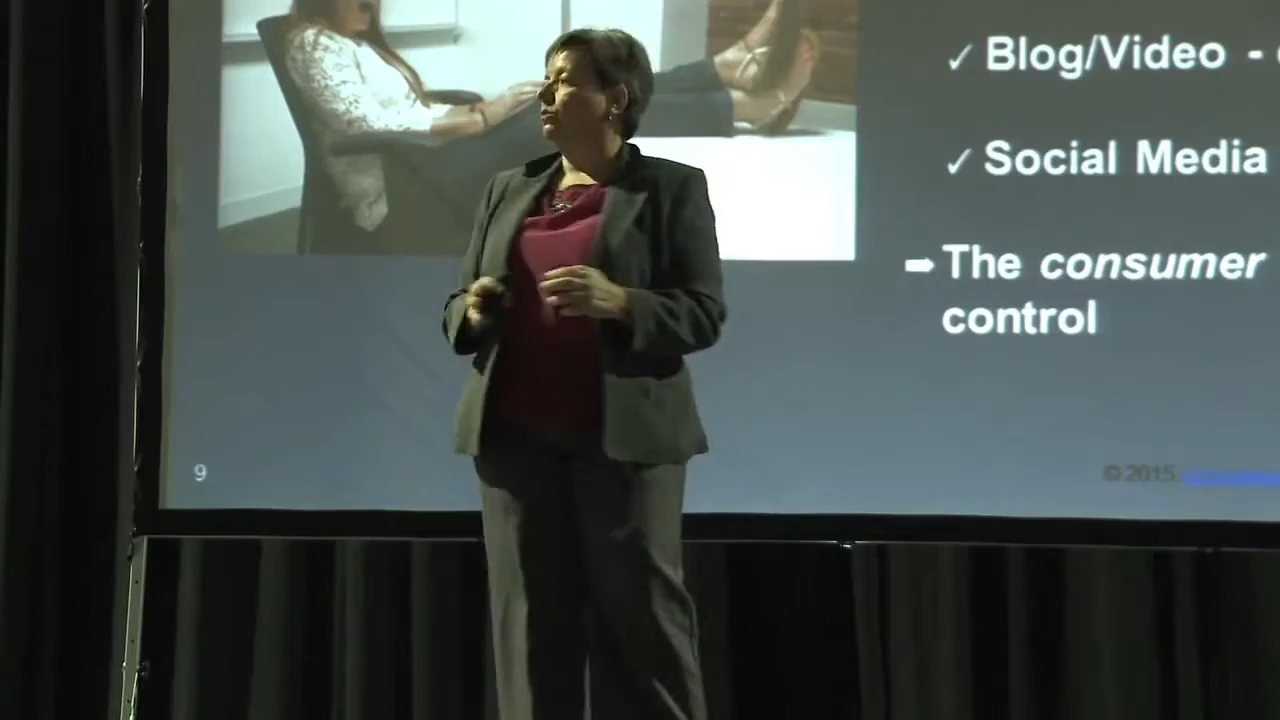 ✓ Blog/Video -
✓ Social Media
➨ The consumer
control
9
© 2015